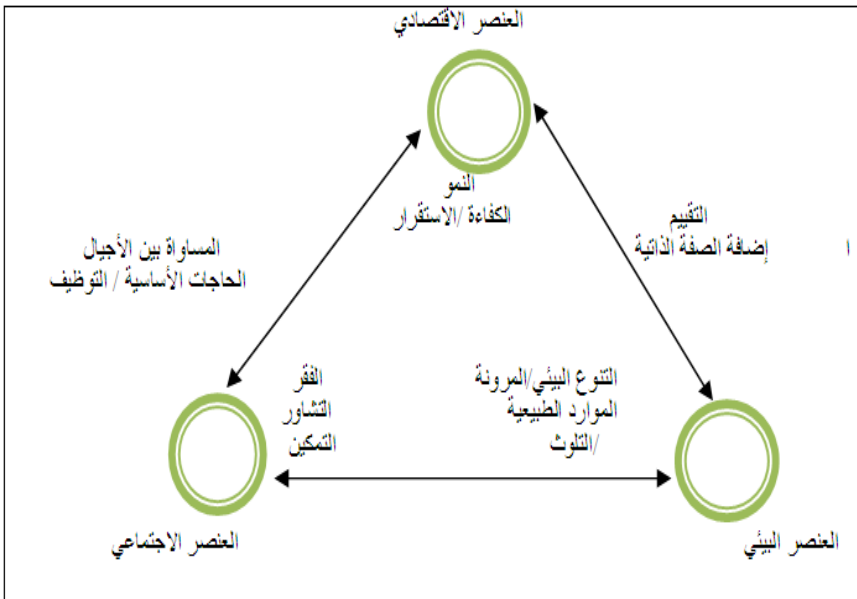 العنصر الاقتصادي
النمو
الكفاءة /الاستقرار
التقييم
إضافة الصفة الذاتية
ا
المساواة بين الأجيال
الحاجات الأساسية / التوظيف
التنوع البيئي/المرونة
الموارد الطبيعية
/التلوث
الفقر
التشاور
التمكين
العنصر البيئي
العنصر الاجتماعي